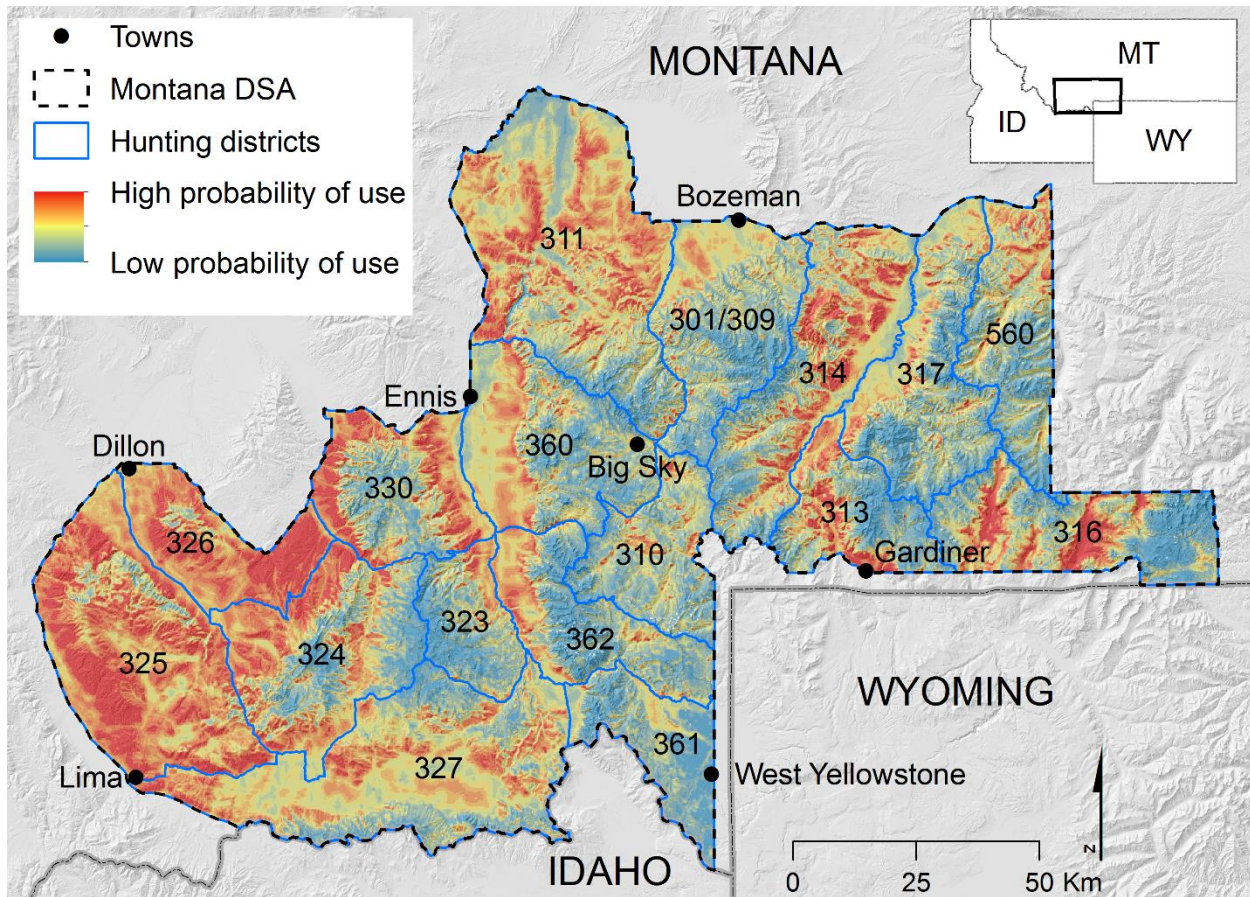 Towns
Montana DSA
Hunting districts
High probability of use
Low probability of use
MONTANA
MT
ID
WY
Bozeman
311
301/309
560
314
317
Ennis
360
Big Sky
Dillon
330
313
316
326
310
Gardiner
323
362
325
324
WYOMING
361
327
Lima
West Yellowstone
IDAHO
N
0 25 50 Km